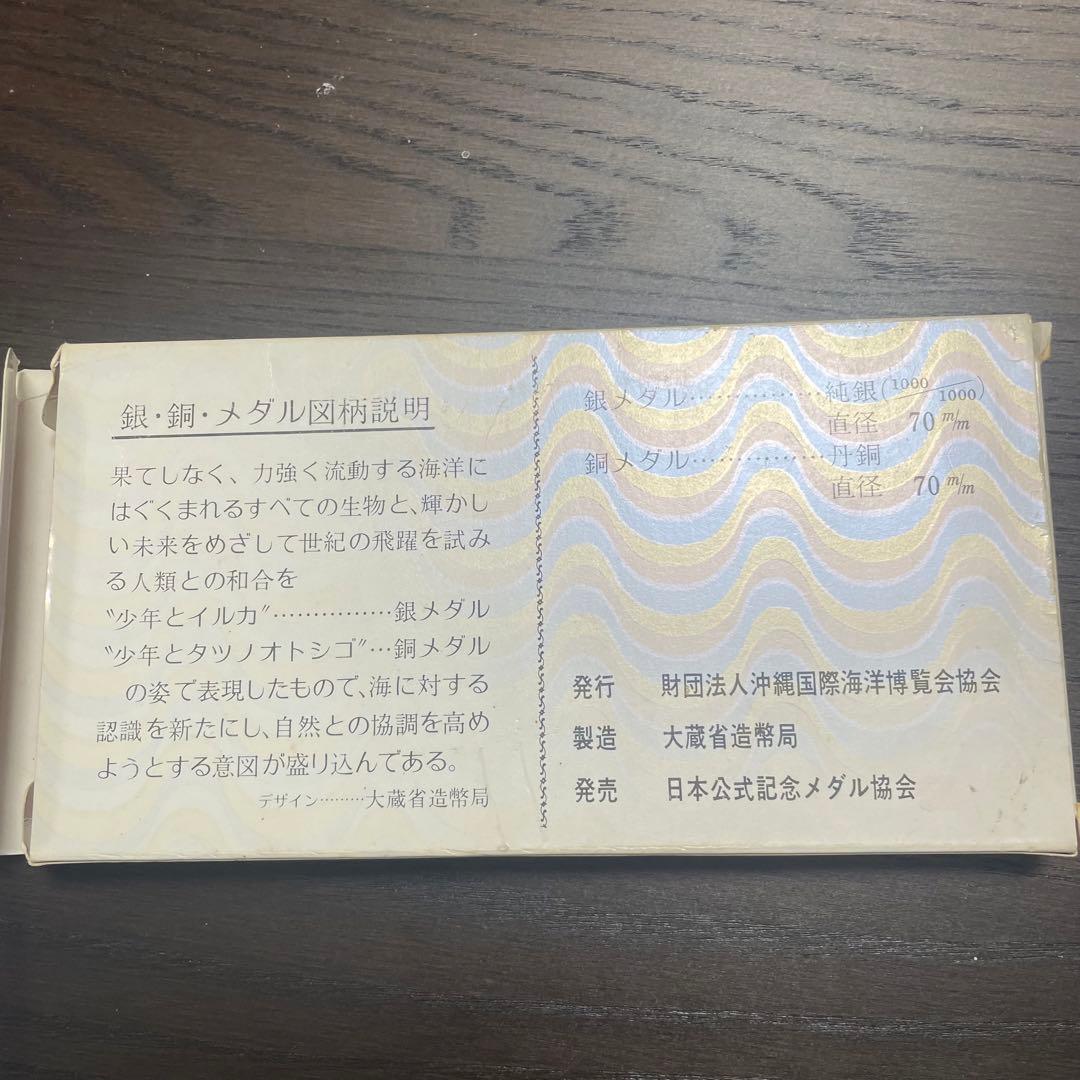 銀・銅・メダル図柄説明
果てしなく、力強く流動する海洋に
はぐくまれるすべての生物と、輝かし
い未来をめざして世紀の飛躍を試み
る人類との和合を
〝少年とイルカ〟……………銀メダル
〝少年とタツノオトシゴ〟…銅メダル
の姿で表現したもので、海に対する
認識を新たにし、自然との協調を高め
ようとする意図が盛り込んである。
デザイン………大蔵省造幣局
銀メダル……………純銀(1000/1000)
直径 70 m/m
銅メダル……………丹銅
直径 70 m/m
発行 財団法人沖縄国際海洋博覧会協会
製造 大蔵省造幣局
発売 日本公式記念メダル協会